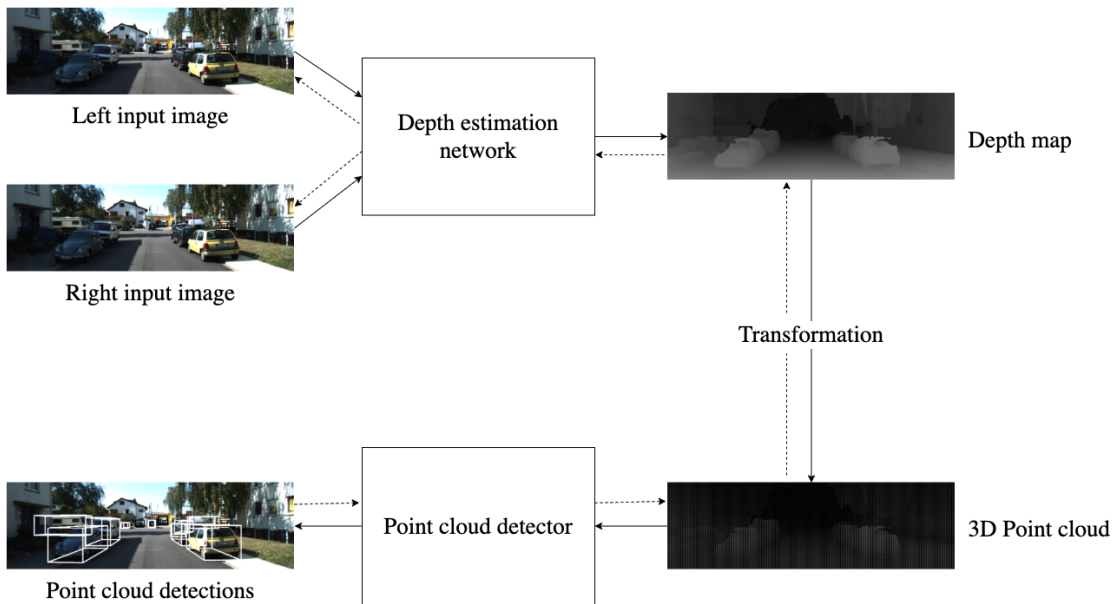 Left input image
Depth estimation
network
Depth map
Right input image
Transformation
Point cloud detector
3D Point cloud
Point cloud detections